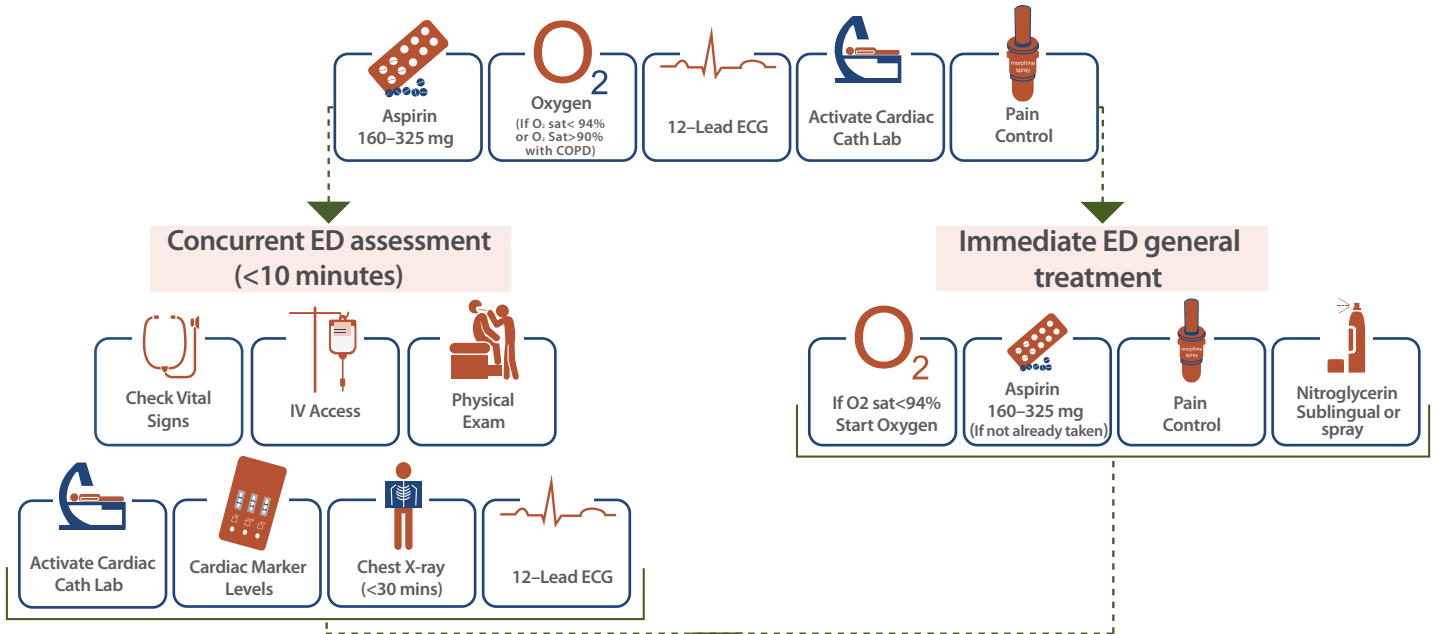 Aspirin
160–325 mg
O
2
Oxygen
(If O₂ sat< 94%
or O₂ Sat>90%
with COPD)
12–Lead ECG
Activate Cardiac
Cath Lab
morphine
spray
Pain
Control
Concurrent ED assessment
(<10 minutes)
Check Vital
Signs
IV Access
Physical
Exam
Activate Cardiac
Cath Lab
Cardiac Marker
Levels
Chest X-ray
(<30 mins)
12–Lead ECG
Immediate ED general
treatment
O
2
If O2 sat<94%
Start Oxygen
Aspirin
160–325 mg
(If not already taken)
morphine
spray
Pain
Control
Nitroglycerin
Sublingual or
spray